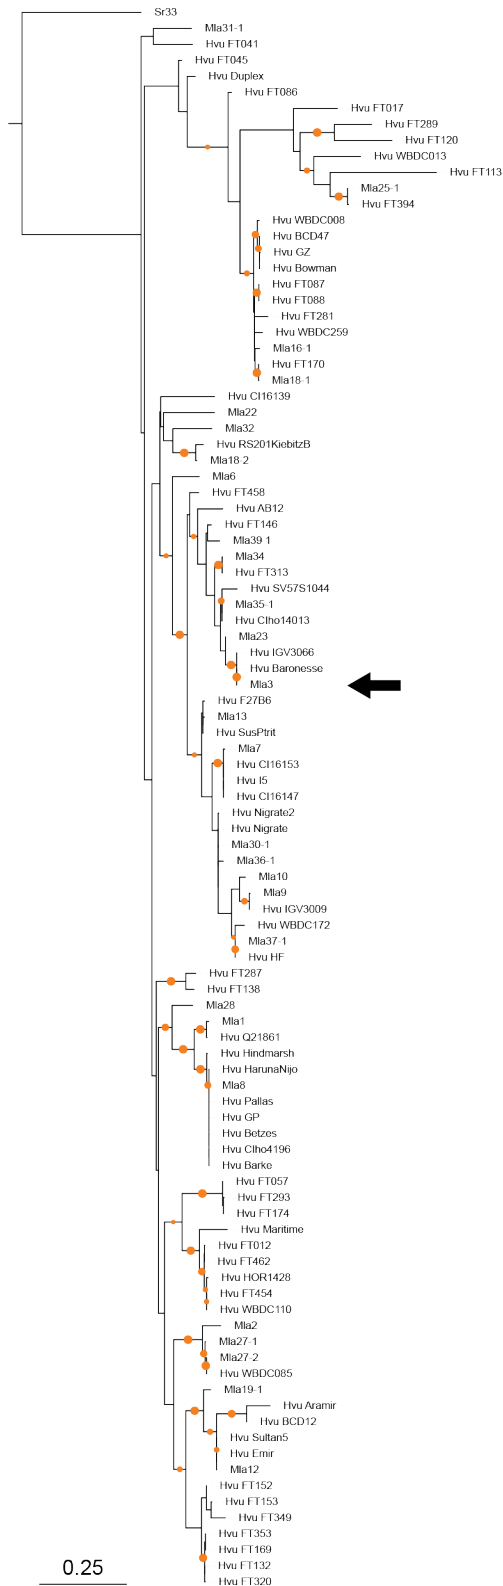 Sr33
Mla31-1
Hvu FT041
Hvu FT045
Hvu Duplex
Hvu FT086
Hvu FT017
Hvu FT289
Hvu FT120
Hvu WBDC013
Hvu FT113
Mla25-1
Hvu FT394
Hvu WBDC008
Hvu BCD47
Hvu GZ
Hvu Bowman
Hvu FT087
Hvu FT088
Hvu FT281
Hvu WBDC259
Mla16-1
Hvu FT170
Mla18-1
Hvu CI16139
Mla22
Mla32
Hvu RS201KiebitzB
Mla18-2
Mla6
Hvu FT458
Hvu AB12
Hvu FT146
Mla39 1
Mla34
Hvu FT313
Hvu SV57S1044
Mla35-1
Hvu CIho14013
Mla23
Hvu IGV3066
Hvu Baronesse
Mla3
Hvu F27B6
Mla13
Hvu SusPtrit
Mla7
Hvu CI16153
Hvu I5
Hvu CI16147
Hvu Nigrate2
Hvu Nigrate
Mla30-1
Mla36-1
Mla10
Mla9
Hvu IGV3009
Hvu WBDC172
Mla37-1
Hvu HF
Hvu FT287
Hvu FT138
Mla28
Mla1
Hvu Q21861
Hvu Hindmarsh
Hvu HarunaNijo
Mla8
Hvu Pallas
Hvu GP
Hvu Betzes
Hvu CIho4196
Hvu Barke
Hvu FT057
Hvu FT293
Hvu FT174
Hvu Maritime
Hvu FT012
Hvu FT462
Hvu HOR1428
Hvu FT454
Hvu WBDC110
Mla2
Mla27-1
Mla27-2
Hvu WBDC085
Mla19-1
Hvu Aramir
Hvu BCD12
Hvu Sultan5
Hvu Emir
Mla12
Hvu FT152
Hvu FT153
Hvu FT349
Hvu FT353
Hvu FT169
Hvu FT132
Hvu FT320
0.25